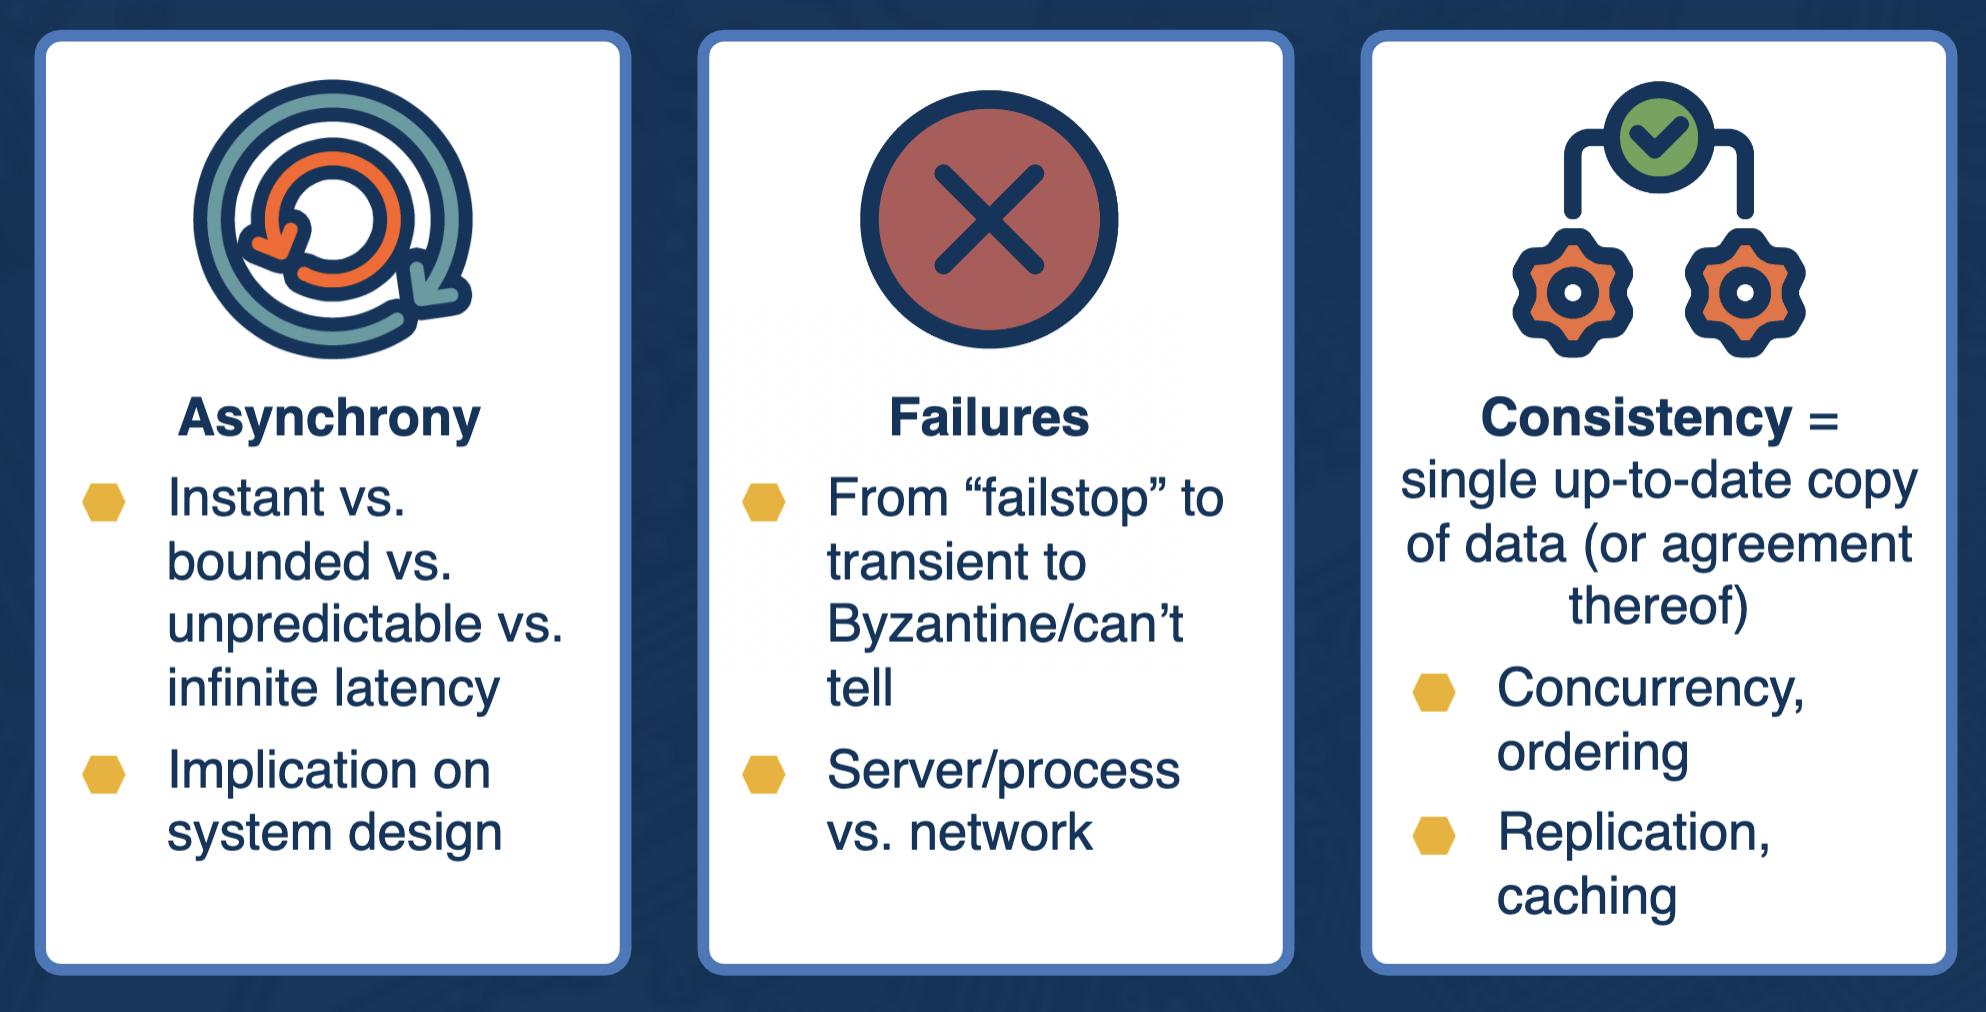 Asynchrony
Instant vs.
bounded vs.
unpredictable vs.
infinite latency
Implication on
system design
Failures
From “failstop” to
transient to
Byzantine/can’t
tell
Server/process
vs. network
Consistency =
single up-to-date copy
of data (or agreement
thereof)
Concurrency,
ordering
Replication,
caching